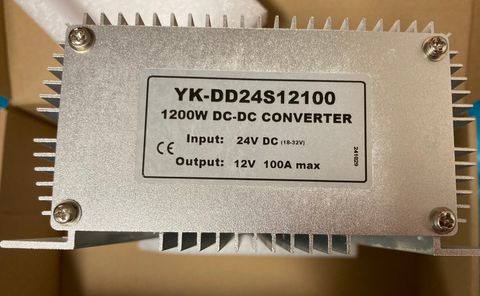 YK-DD24S12100
1200W DC-DC CONVERTER
Input: 24V DC (18-32V)
CE Output: 12V 100A max
241029